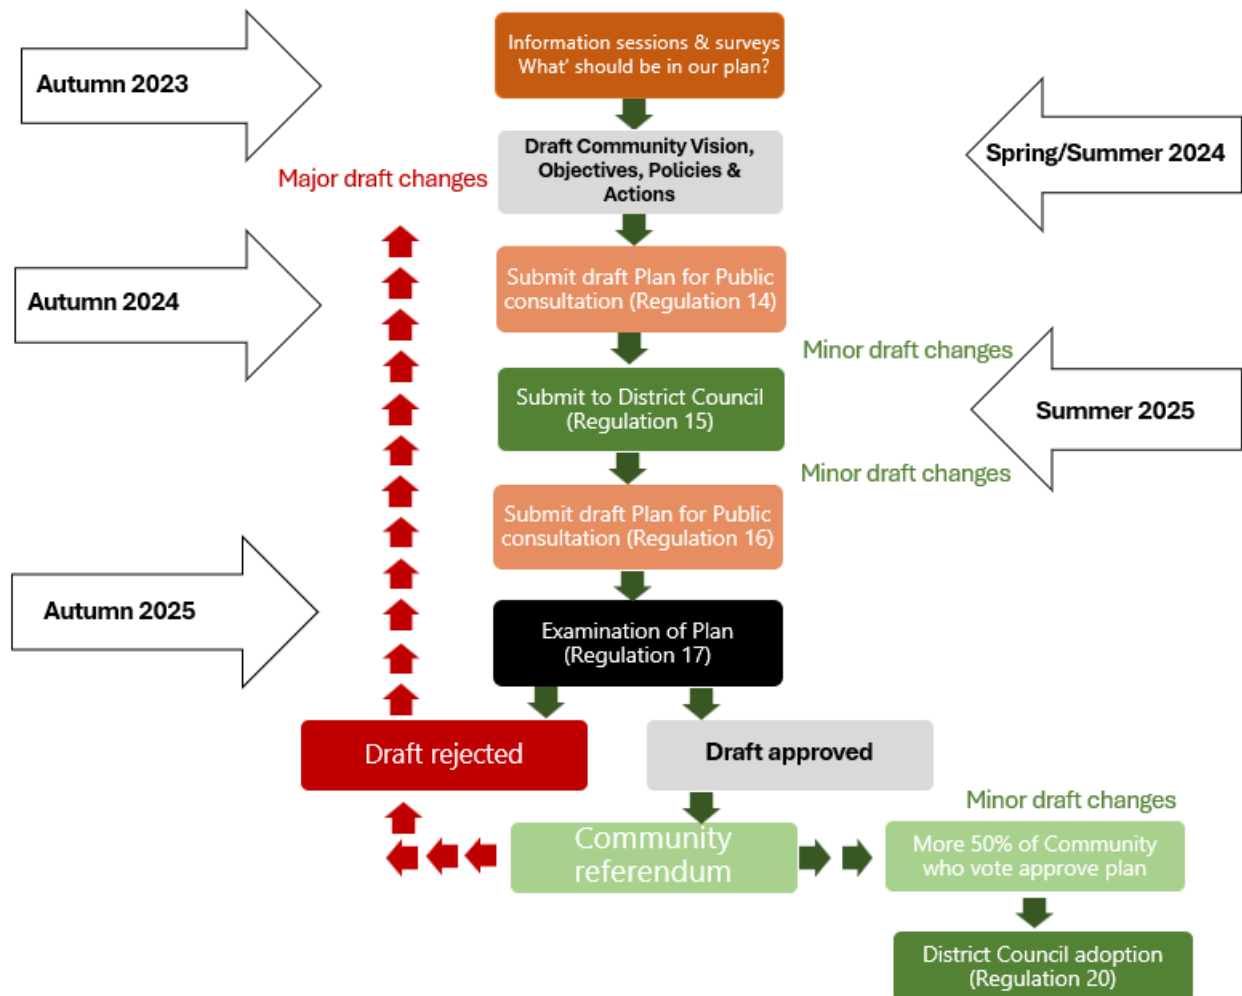 Information sessions & surveys
What' should be in our plan?
Autumn 2023
Draft Community Vision,
Objectives, Policies &
Actions
Spring/Summer 2024
Major draft changes
Submit draft Plan for Public
consultation (Regulation 14)
Autumn 2024
Minor draft changes
Submit to District Council
(Regulation 15)
Summer 2025
Minor draft changes
Submit draft Plan for Public
consultation (Regulation 16)
Autumn 2025
Examination of Plan
(Regulation 17)
Draft rejected
Draft approved
Minor draft changes
Community
referendum
More 50% of Community
who vote approve plan
District Council adoption
(Regulation 20)